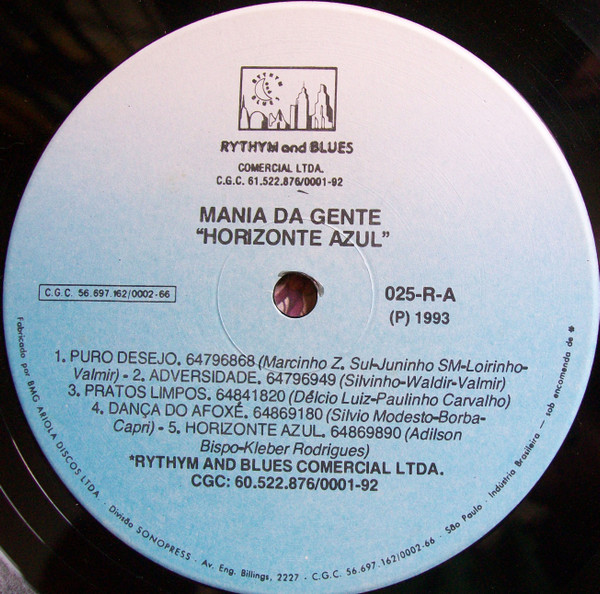 RYTHYM and BLUES
RYTHYM and BLUES
COMERCIAL LTDA.
C.G.C. 61.522.876/0001-92
MANIA DA GENTE
"HORIZONTE AZUL"
C.G.C. 56.697.162/0002-66
025-R-A
(P) 1993
1. PURO DESEJO. 64796868 (Marcinho Z. Sul-Juninho SM-Loirinho-
Valmir) - 2. ADVERSIDADE. 64796949 (Silvinho-Waldir-Valmir)
3. PRATOS LIMPOS. 64841820 (Délcio Luiz-Paulinho Carvalho)
4. DANÇA DO AFOXÉ. 64869180 (Silvio Modesto-Borba-
Capri) - 5. HORIZONTE AZUL. 64869890 (Adilson
Bispo-Kleber Rodrigues)
*RYTHYM AND BLUES COMERCIAL LTDA.
CGC: 60.522.876/0001-92
Fabricado por BMG ARIOLA DISCOS LTDA - Divisão SONOPRESS - Av. Eng. Billings, 2227 - C.G.C. 56.697.162/0002-66 - São Paulo - Indústria Brasileira - sob encomenda de *